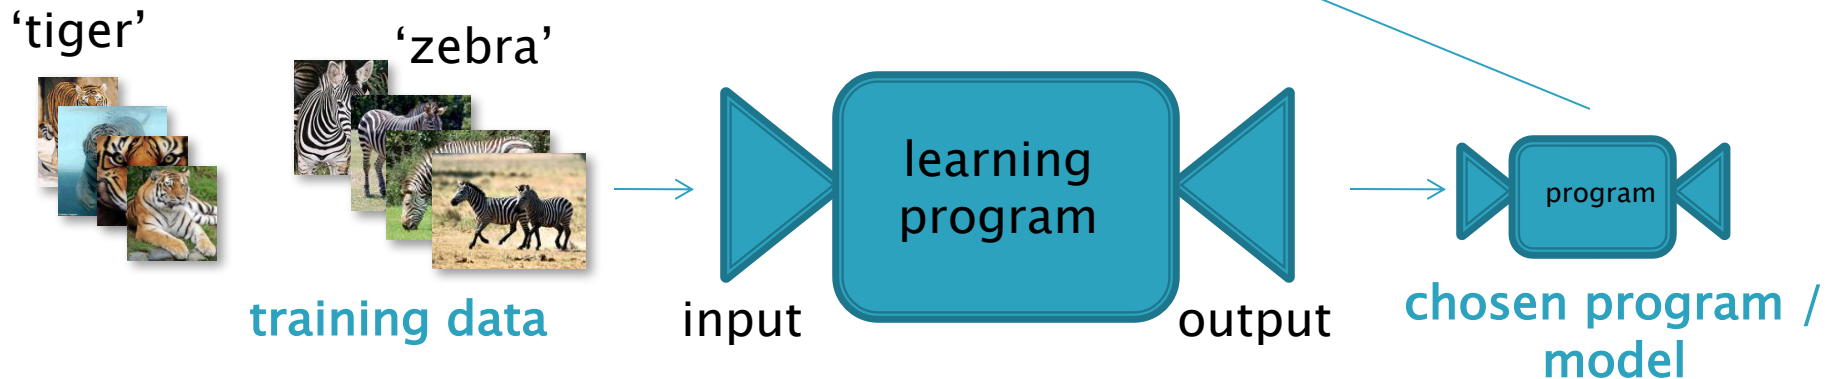 ‘tiger’
‘zebra’
learning
program
program
training data
input
output
chosen program /
model